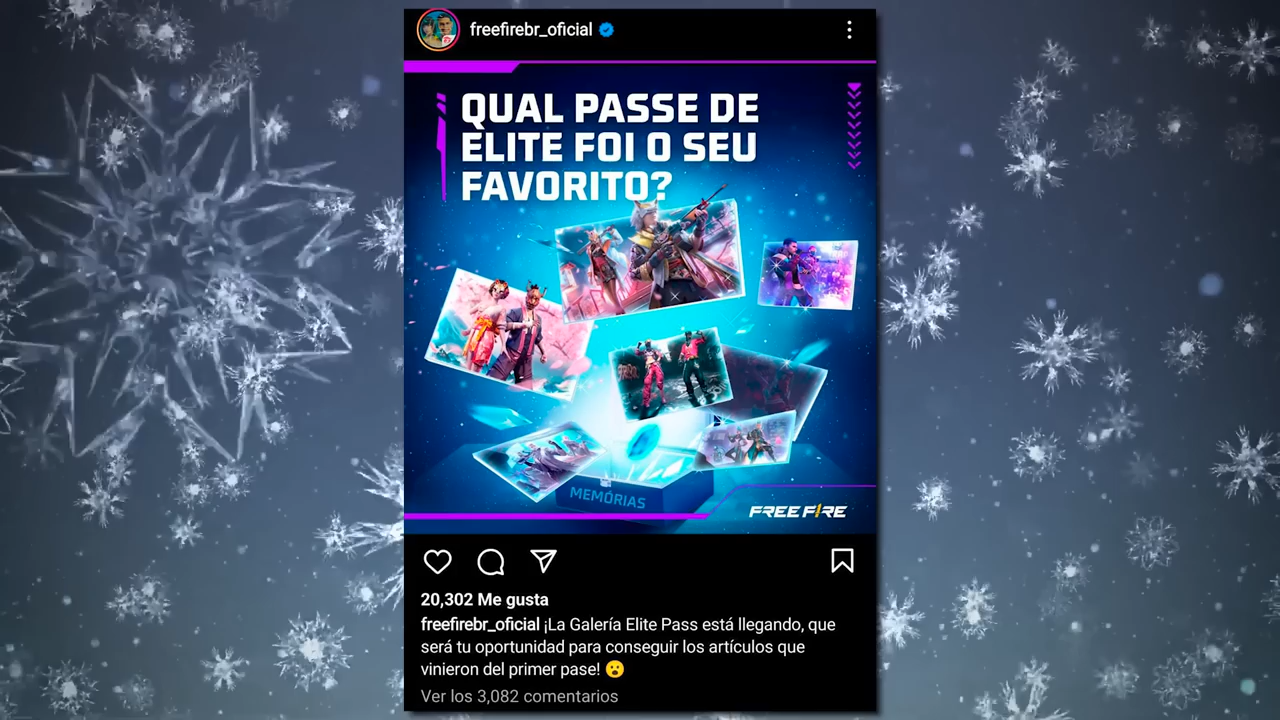 freefirebr_oficial
QUAL PASSE DE
ELITE FOI O SEU
FAVORITO?
MEMÓRIAS
FREE FIRE
20,302 Me gusta
freefirebr_oficial ¡La Galería Elite Pass está llegando, que
será tu oportunidad para conseguir los artículos que
vinieron del primer pase! 😮
Ver los 3,082 comentarios